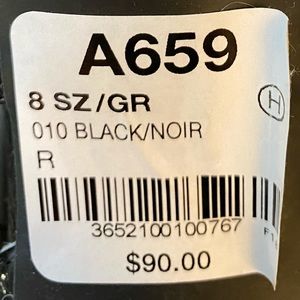 A659
8 SZ/GR
010 BLACK/NOIR
H
R
3652100100767
$90.00